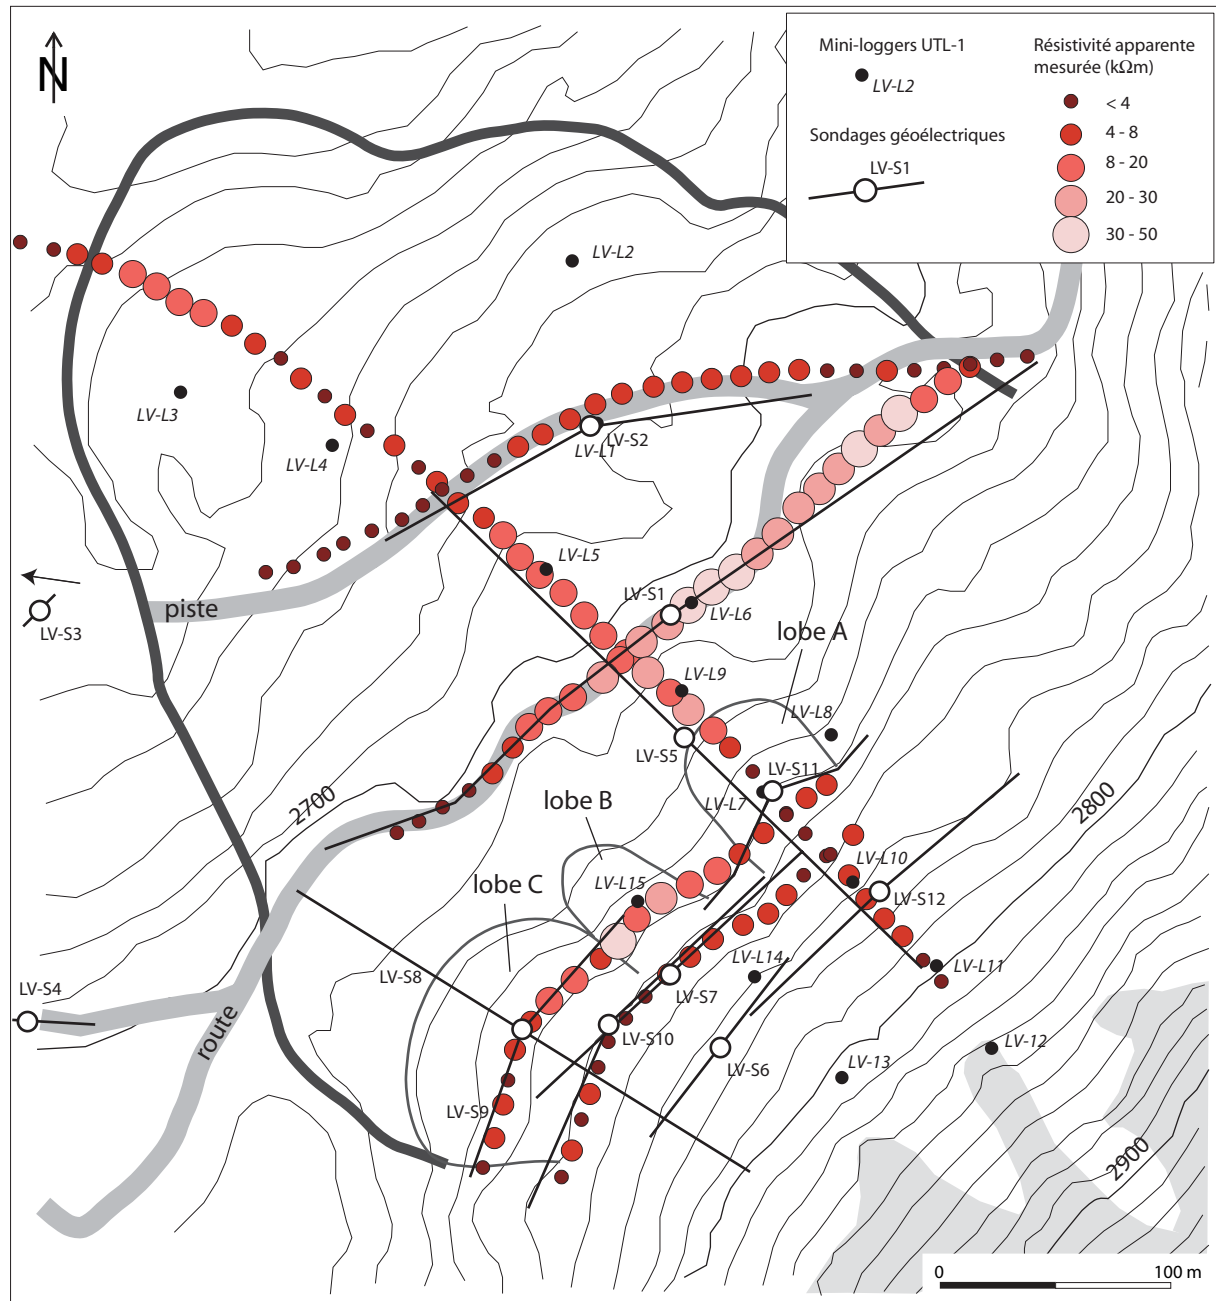 N
Mini-loggers UTL-1
LV-L2
Sondages géoélectriques
LV-S1
Résistivité apparente
mesurée (kΩm)
< 4
4 - 8
8 - 20
20 - 30
30 - 50
LV-L2
LV-L3
LV-L4
LV-L1
LV-S2
LV-L5
LV-S1
LV-L6
piste
LV-S3
lobe A
LV-L9
LV-L8
LV-S5
LV-S11
LV-L7
2700
2800
lobe B
lobe C
LV-L15
LV-L10
LV-S12
LV-S8
LV-L14
LV-L11
LV-S7
LV-S4
route
LV-S10
LV-S6
LV-12
LV-13
LV-S9
2900
0
100 m